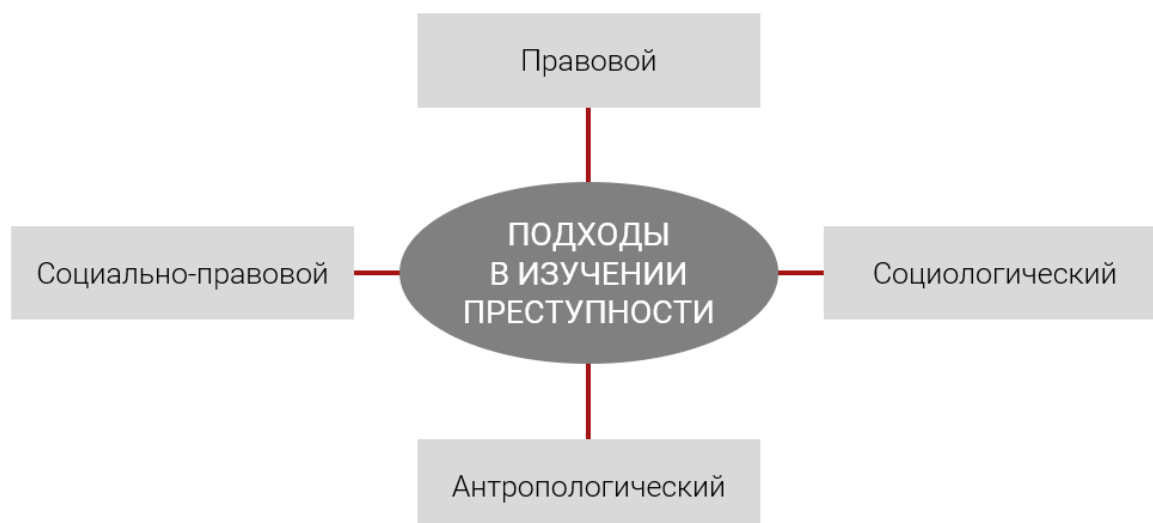 Правовой
Социально-правовой
ПОДХОДЫ
В ИЗУЧЕНИИ
ПРЕСТУПНОСТИ
Социологический
Антропологический